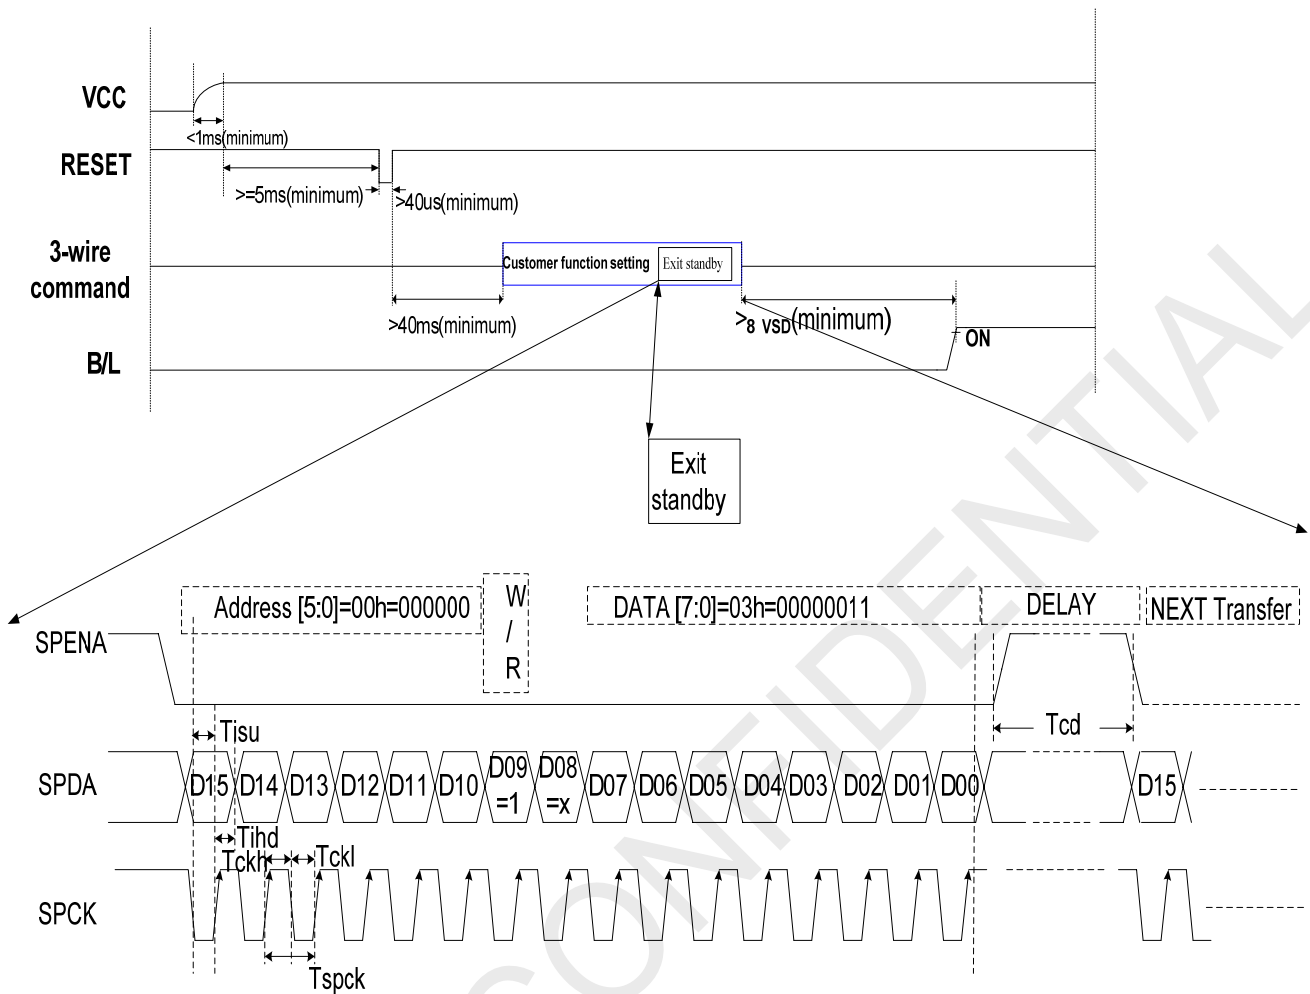 VCC
<1ms(minimum)
RESET
>=5ms(minimum)
>40us(minimum)
3-wire
command
Customer function setting
Exit standby
>40ms(minimum)
>8 VSD(minimum)
ON
B/L
Exit
standby
Address [5:0]=00h=000000
W
/
R
DATA [7:0]=03h=00000011
DELAY
NEXT Transfer
SPENA
Tisu
Tcd
SPDA
D15
D14
D13
D12
D11
D10
D09
=1
D08
=x
D07
D06
D05
D04
D03
D02
D01
D00
D15
Tihd
Tckh
Tckl
SPCK
Tspck
CONFIDENTIAL